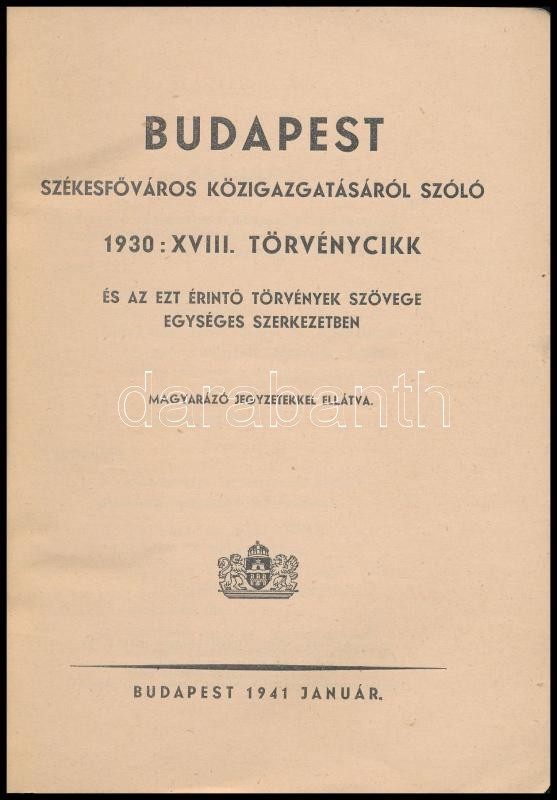 BUDAPEST
SZÉKESFŐVÁROS KÖZIGAZGATÁSÁRÓL SZÓLÓ
1930: XVIII. TÖRVÉNYCIKK
ÉS AZ EZT ÉRINTŐ TÖRVÉNYEK SZÖVEGE
EGYSÉGES SZERKEZETBEN
MAGYARÁZÓ JEGYZETEKKEL ELLÁTVA.
darabanth
BUDAPEST 1941 JANUÁR.